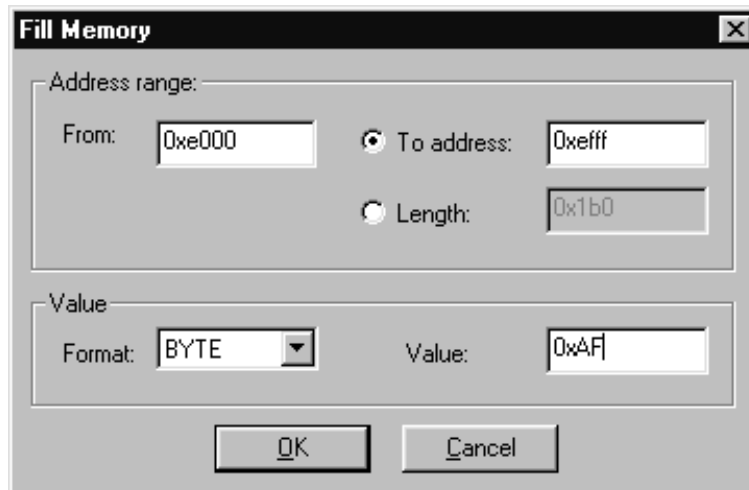 Fill Memory
Address range:
From: 0xe000 To address: 0xefff
Length: 0x1b0
Value
Format: BYTE Value: 0xAF
OK Cancel